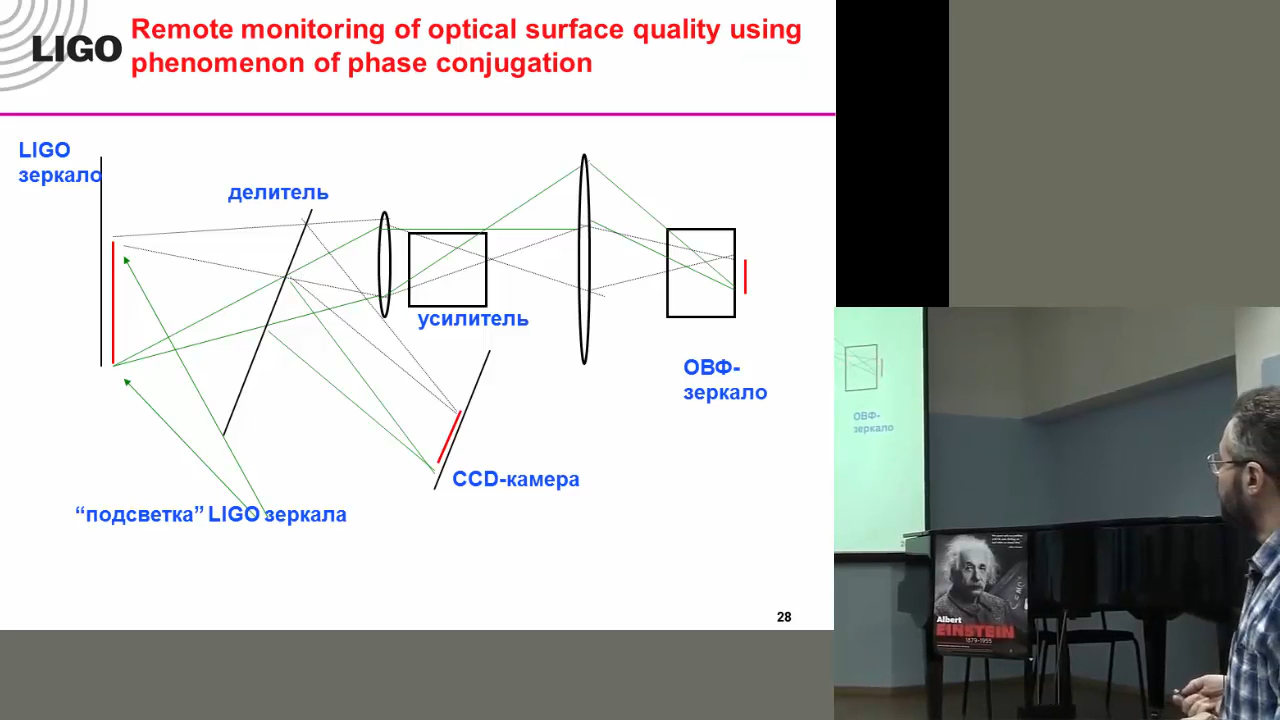 LIGO
Remote monitoring of optical surface quality using
phenomenon of phase conjugation
LIGO
зеркало
делитель
усилитель
ОВФ-
зеркало
CCD-камера
“подсветка” LIGO зеркала
28
ОВФ-
зеркало
Albert
EINSTEIN
1879-1955